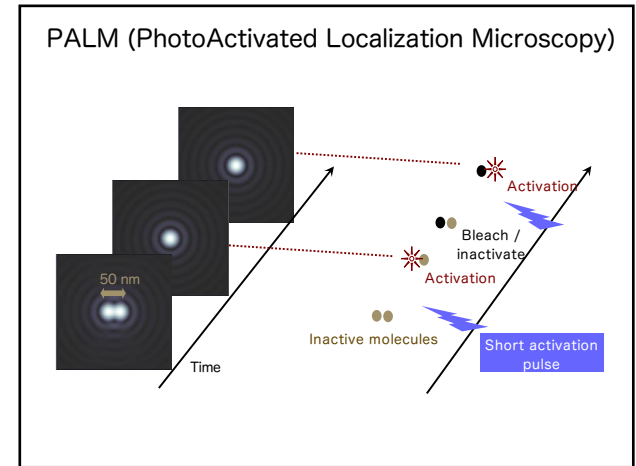 PALM (PhotoActivated Localization Microscopy)
Activation
50 nm
Bleach /
inactivate
Activation
Inactive molecules
Short activation
pulse
Time